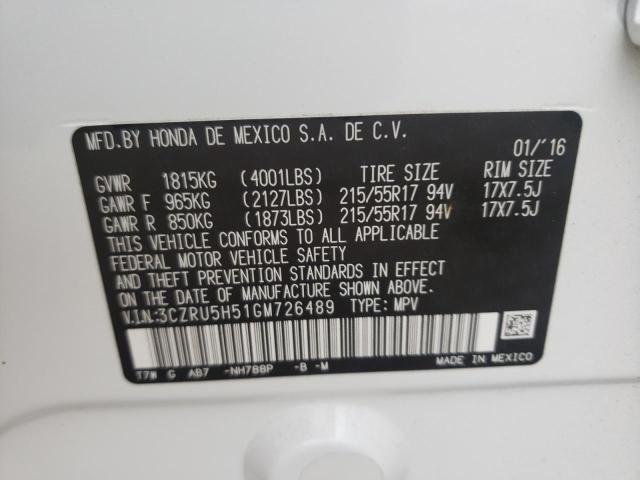 MFD.BY HONDA DE MEXICO S.A. DE C.V. 01/'16
GVWR 1815KG (4001LBS) TIRE SIZE RIM SIZE
GAWR F 965KG (2127LBS) 215/55R17 94V 17X7.5J
GAWR R 850KG (1873LBS) 215/55R17 94V 17X7.5J
THIS VEHICLE CONFORMS TO ALL APPLICABLE
FEDERAL MOTOR VEHICLE SAFETY
AND THEFT PREVENTION STANDARDS IN EFFECT
ON THE DATE OF MANUFACTURE SHOWN ABOVE.
V.I.N.:3CZRU5H51GM726489 TYPE: MPV
T7W G AB7 -NH788P -B -M MADE IN MEXICO